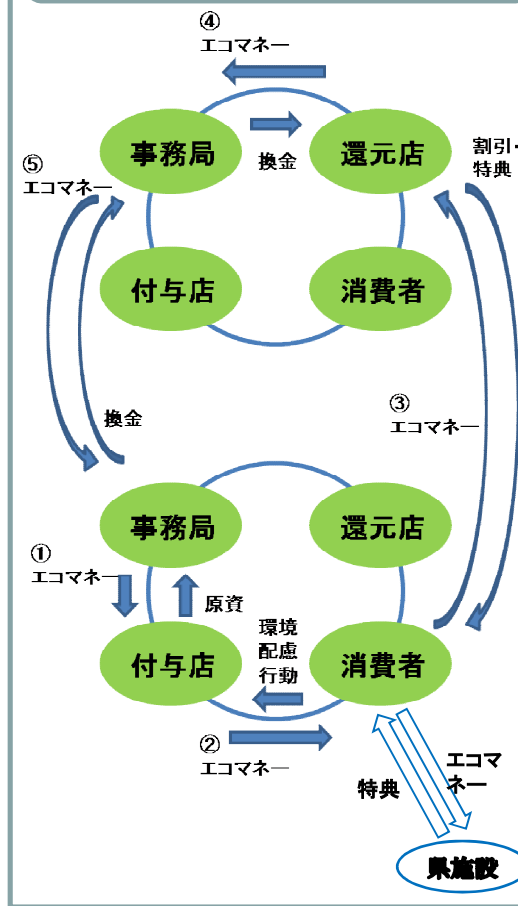 ④
エコマネー
事務局
換金
還元店
割引・
特典
⑤
エコマネー
付与店
消費者
③
エコマネー
換金
事務局
還元店
①
エコマネー
原資
環境
配慮
行動
付与店
消費者
②
エコマネー
特典
エコマ
ネー
県施設